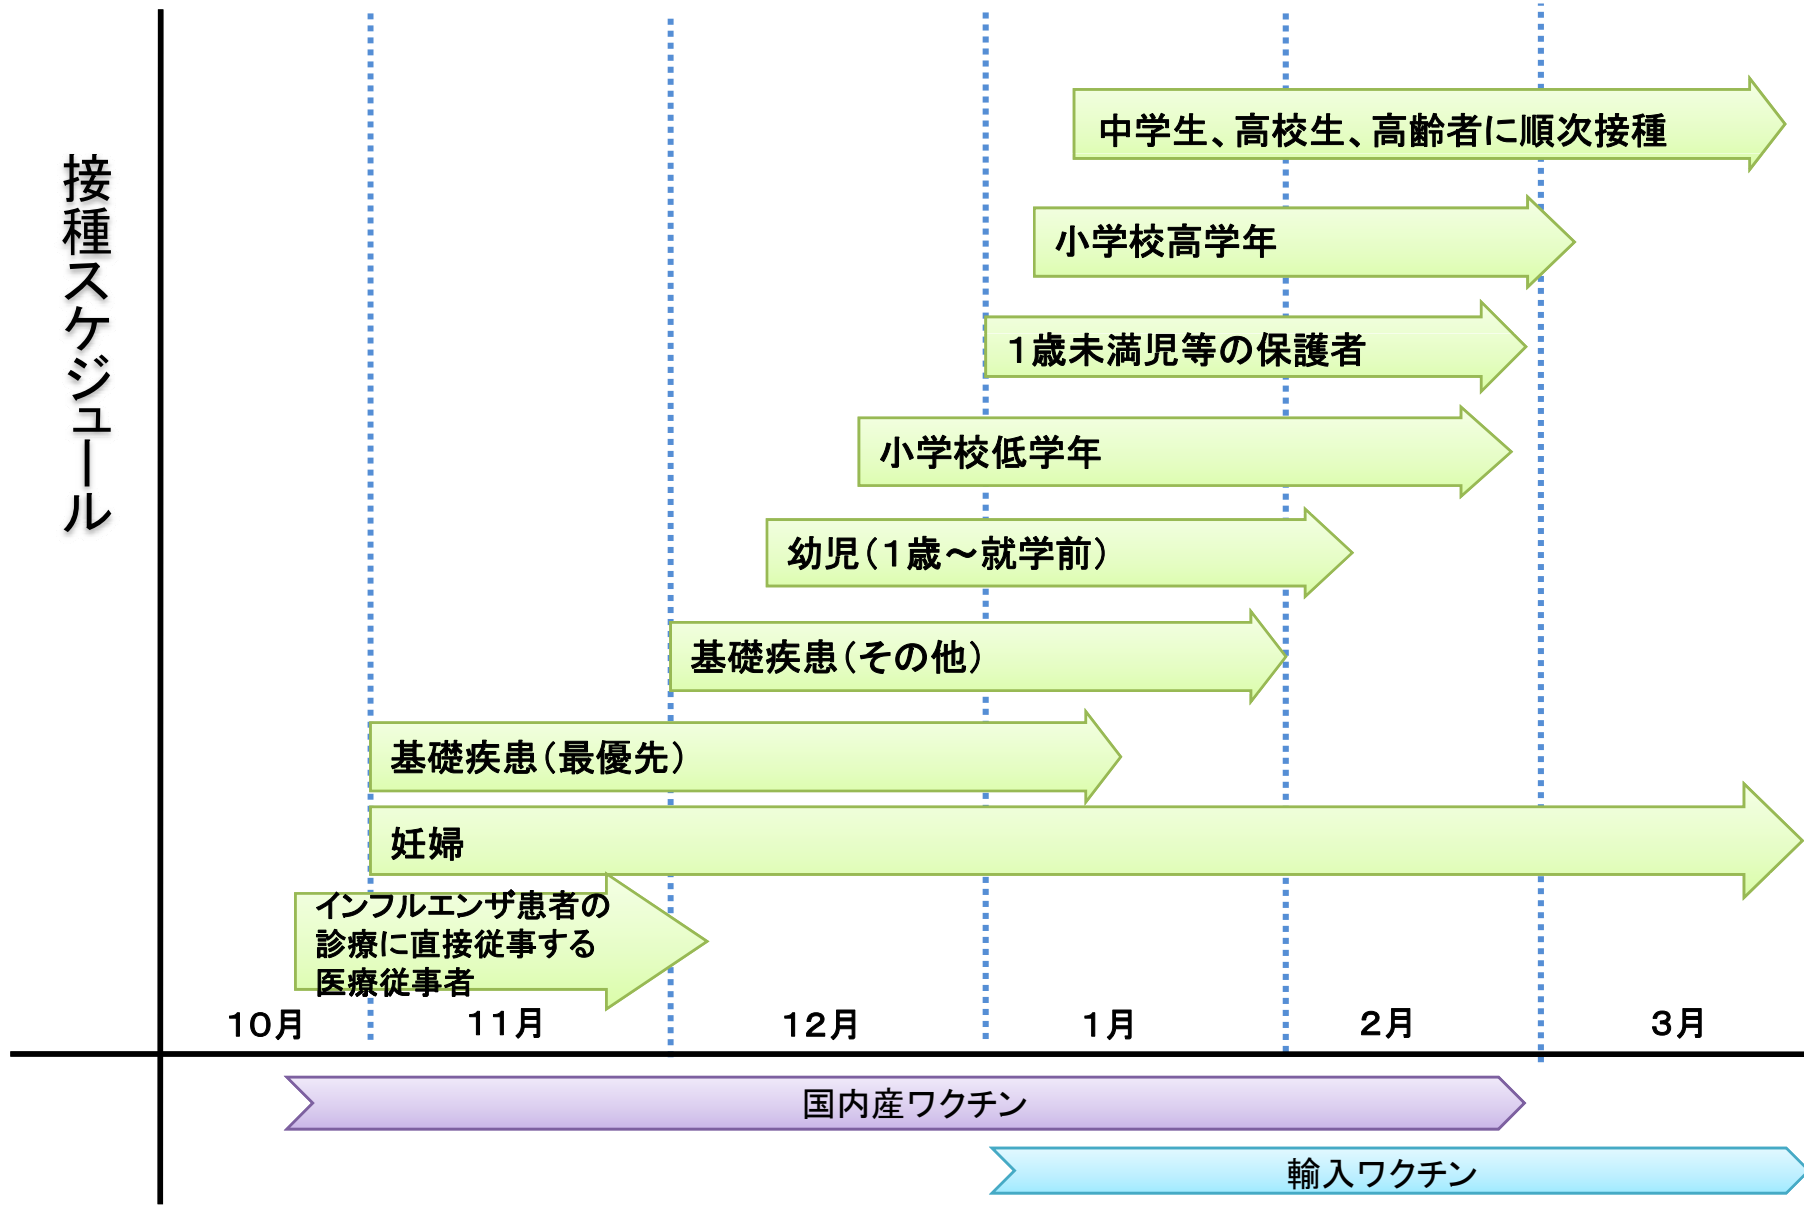 接種スケジュール
中学生、高校生、高齢者に順次接種
小学校高学年
１歳未満児等の保護者
小学校低学年
幼児（１歳～就学前）
基礎疾患（その他）
基礎疾患（最優先）
妊婦
インフルエンザ患者の
診療に直接従事する
医療従事者
10月
11月
12月
1月
2月
3月
国内産ワクチン
輸入ワクチン